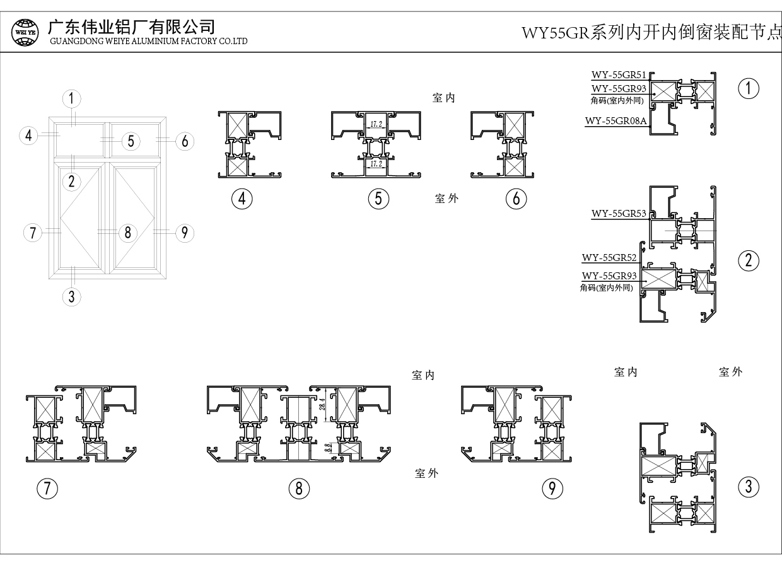 广东伟业铝厂有限公司
WEI YE
GUANGDONG WEIYE ALUMINIUM FACTORY CO.LTD
WY55GR系列内开内倒窗装配节点
1
4
5
6
2
7
8
9
3
室内
17.2
17.2
室外
4
5
6
WY-55GR51
WY-55GR93
角码(室内外同)
WY-55GR08A
1
WY-55GR53
WY-55GR52
WY-55GR93
角码(室内外同)
2
室内
28.4
8.8
室外
7
8
9
室内
室外
3